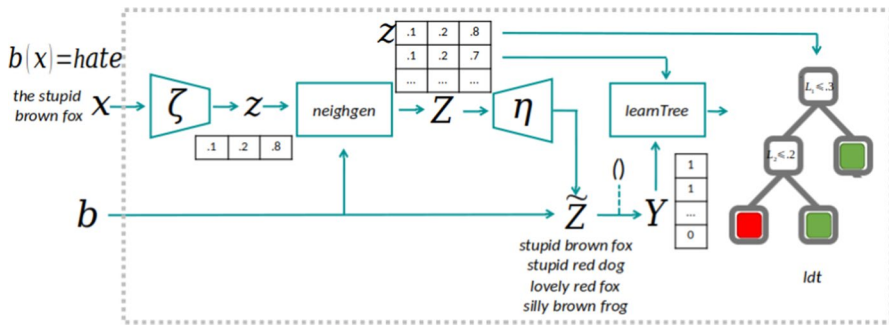 b(x)=hate
the stupid
brown fox
x
ζ
z
.1 .2 .8
neighgen
z
.1 .2 .8
.1 .2 .7
... ... ...
Z
η
learnTree
L₁≤.3
L₂≤.2
b
Z̃
()
Y
1
1
...
0
stupid brown fox
stupid red dog
lovely red fox
silly brown frog
ldt